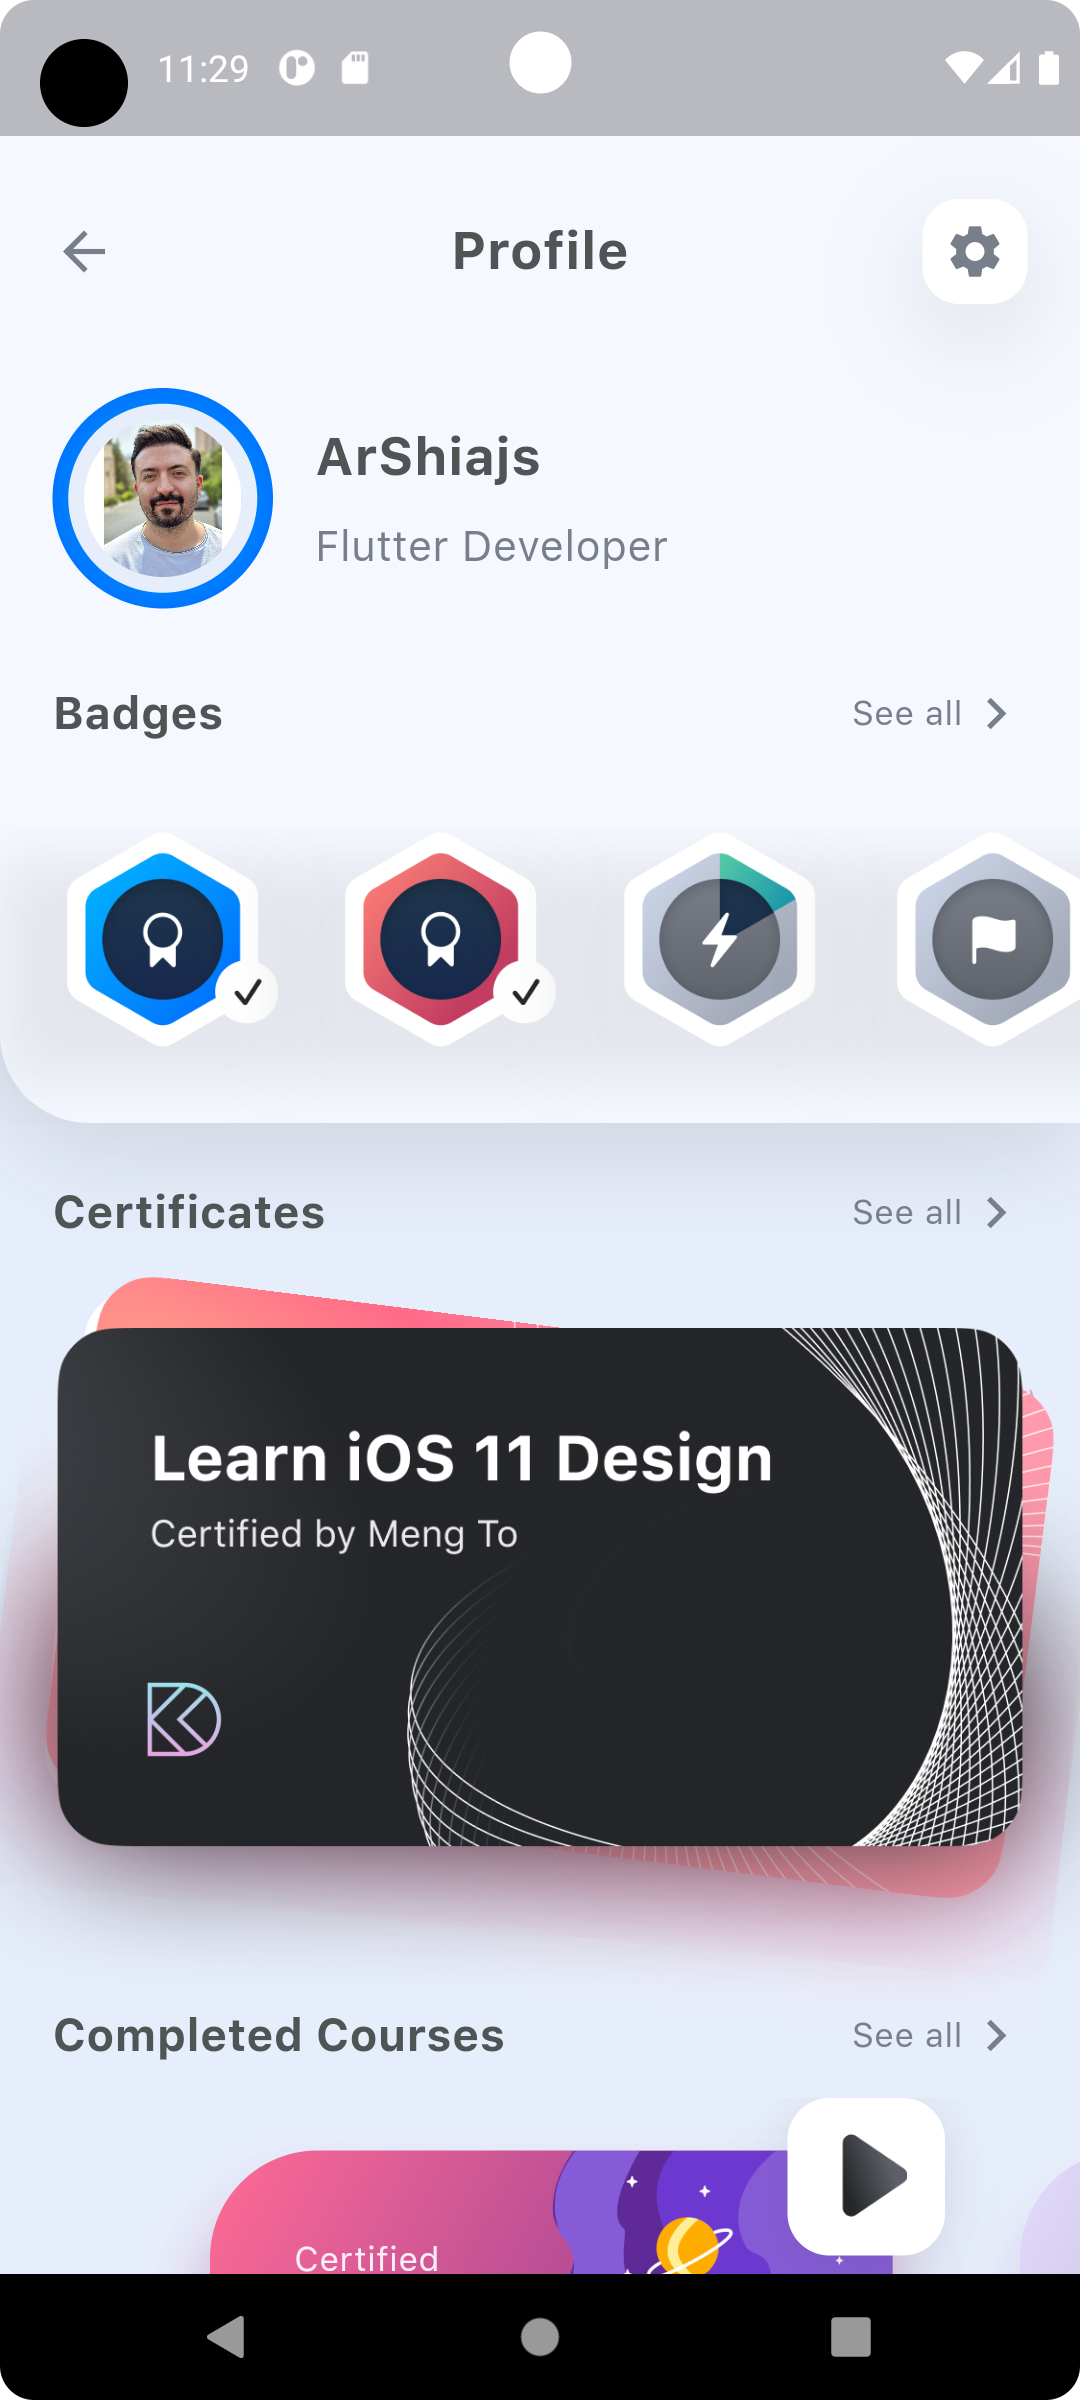 11:29
Profile
ArShiajs
Flutter Developer
Badges
See all
Certificates
See all
Learn iOS 11 Design
Certified by Meng To
Completed Courses
See all
Certified